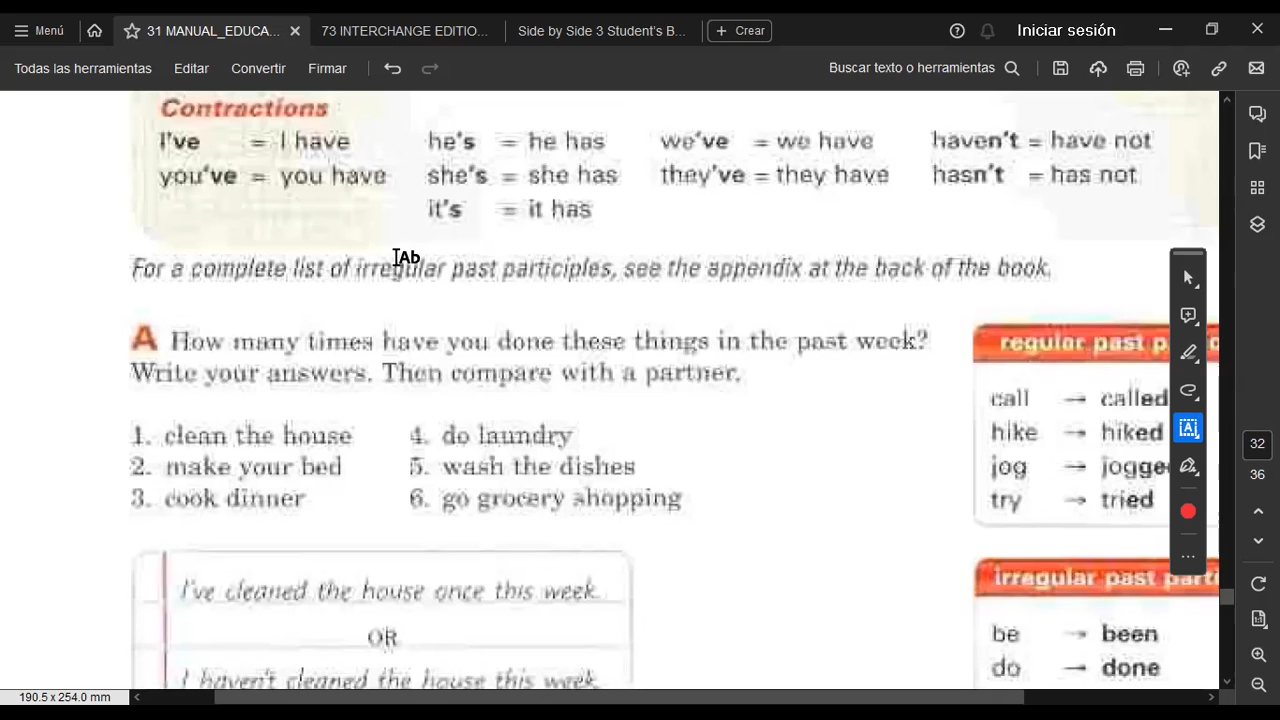 Menú
31 MANUAL_EDUCA...
73 INTERCHANGE EDITIO...
Side by Side 3 Student's B...
Crear
Iniciar sesión
Todas las herramientas
Editar
Convertir
Firmar
Buscar texto o herramientas
Contractions
I've = I have he's = he has we've = we have haven't = have not
you've = you have she's = she has they've = they have hasn't = has not
it's = it has
Ab
For a complete list of irregular past participles, see the appendix at the back of the book.
A How many times have you done these things in the past week?
Write your answers. Then compare with a partner.
1. clean the house 4. do laundry
2. make your bed 5. wash the dishes
3. cook dinner 6. go grocery shopping
I've cleaned the house once this week.
OR
I haven't cleaned the house this week.
regular past p
call → called
hike → hiked
jog → jogge
try → tried
irregular past parti
be → been
do → done
32
36
190.5 x 254.0 mm